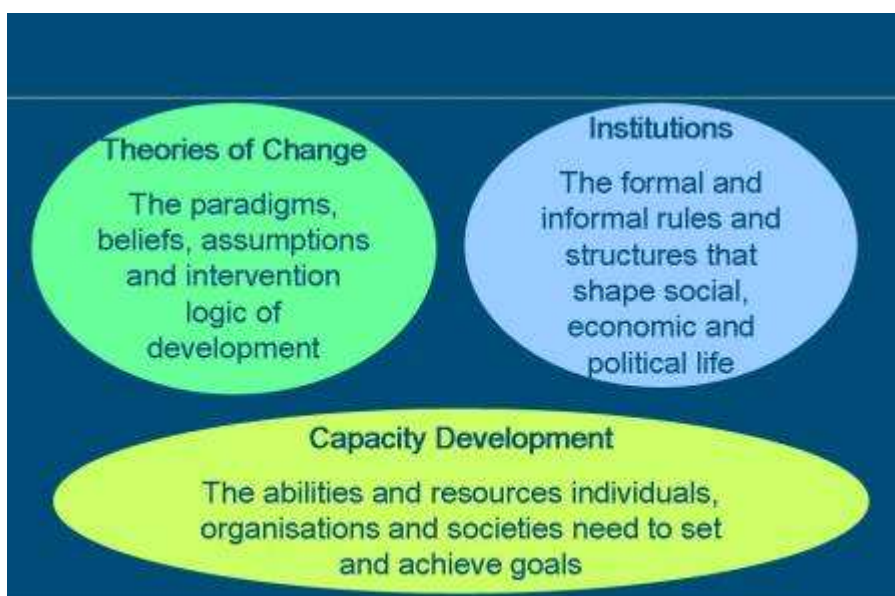 Theories of Change
The paradigms,
beliefs, assumptions
and intervention
logic of
development
Institutions
The formal and
informal rules and
structures that
shape social,
economic and
political life
Capacity Development
The abilities and resources individuals,
organisations and societies need to set
and achieve goals